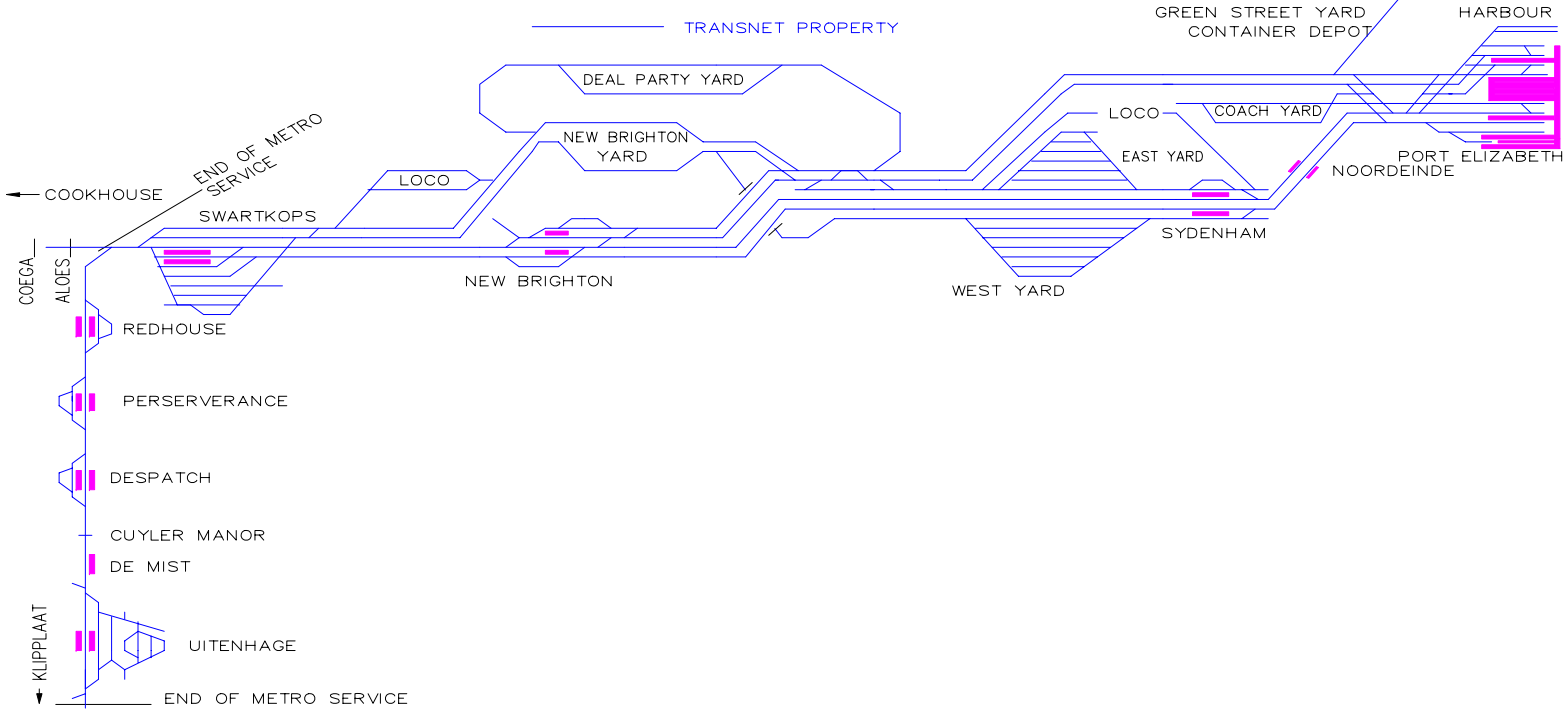 GREEN STREET YARD
CONTAINER DEPOT
HARBOUR
TRANSNET PROPERTY
DEAL PARTY YARD
LOCO
COACH YARD
NEW BRIGHTON
YARD
EAST YARD
PORT ELIZABETH
NOORDEINDE
END OF METRO
SERVICE
COOKHOUSE
LOCO
SWARTKOPS
SYDENHAM
COEGA
ALOES
NEW BRIGHTON
WEST YARD
REDHOUSE
PERSERVERANCE
DESPATCH
CUYLER MANOR
DE MIST
KLIPPLAAT
UITENHAGE
END OF METRO SERVICE